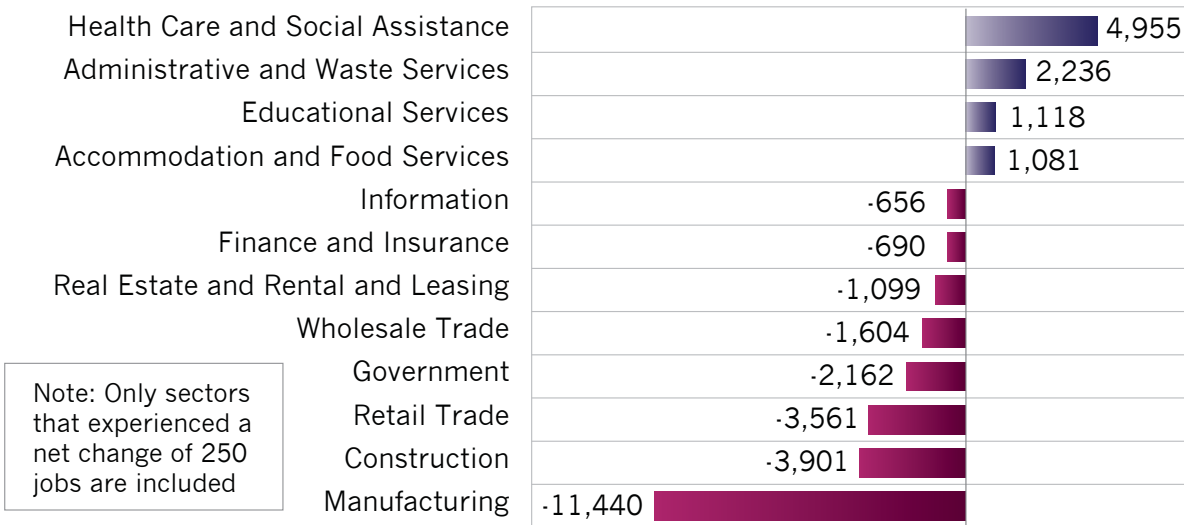 Health Care and Social Assistance 4,955
Administrative and Waste Services 2,236
Educational Services 1,118
Accommodation and Food Services 1,081
Information -656
Finance and Insurance -690
Real Estate and Rental and Leasing -1,099
Wholesale Trade -1,604
Government -2,162
Retail Trade -3,561
Construction -3,901
Manufacturing -11,440
Note: Only sectors
that experienced a
net change of 250
jobs are included